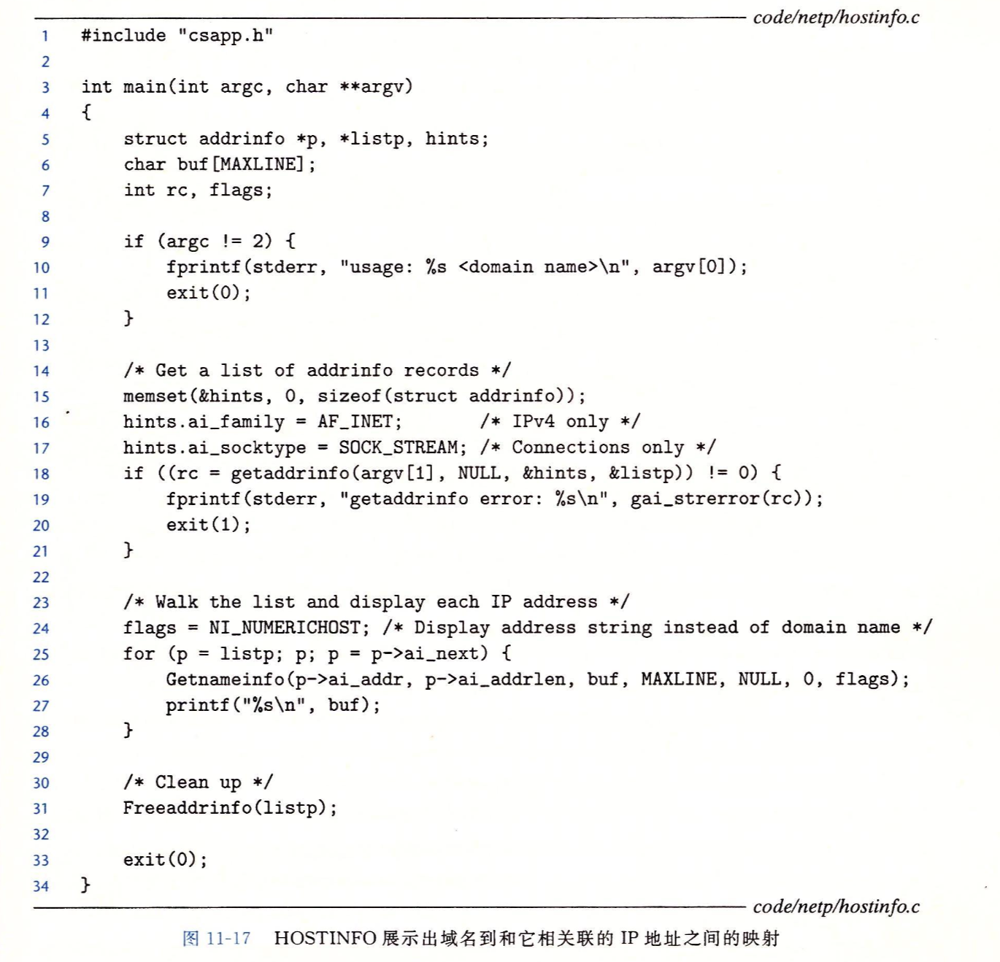 code/netp/hostinfo.c
1 #include "csapp.h"
2
3 int main(int argc, char **argv)
4 {
5     struct addrinfo *p, *listp, hints;
6     char buf[MAXLINE];
7     int rc, flags;
8
9     if (argc != 2) {
10         fprintf(stderr, "usage: %s <domain name>\n", argv[0]);
11         exit(0);
12     }
13
14     /* Get a list of addrinfo records */
15     memset(&hints, 0, sizeof(struct addrinfo));
16     hints.ai_family = AF_INET;       /* IPv4 only */
17     hints.ai_socktype = SOCK_STREAM; /* Connections only */
18     if ((rc = getaddrinfo(argv[1], NULL, &hints, &listp)) != 0) {
19         fprintf(stderr, "getaddrinfo error: %s\n", gai_strerror(rc));
20         exit(1);
21     }
22
23     /* Walk the list and display each IP address */
24     flags = NI_NUMERICHOST; /* Display address string instead of domain name */
25     for (p = listp; p; p = p->ai_next) {
26         Getnameinfo(p->ai_addr, p->ai_addrlen, buf, MAXLINE, NULL, 0, flags);
27         printf("%s\n", buf);
28     }
29
30     /* Clean up */
31     Freeaddrinfo(listp);
32
33     exit(0);
34 }
code/netp/hostinfo.c
图 11-17 HOSTINFO 展示出域名到和它相关联的 IP 地址之间的映射